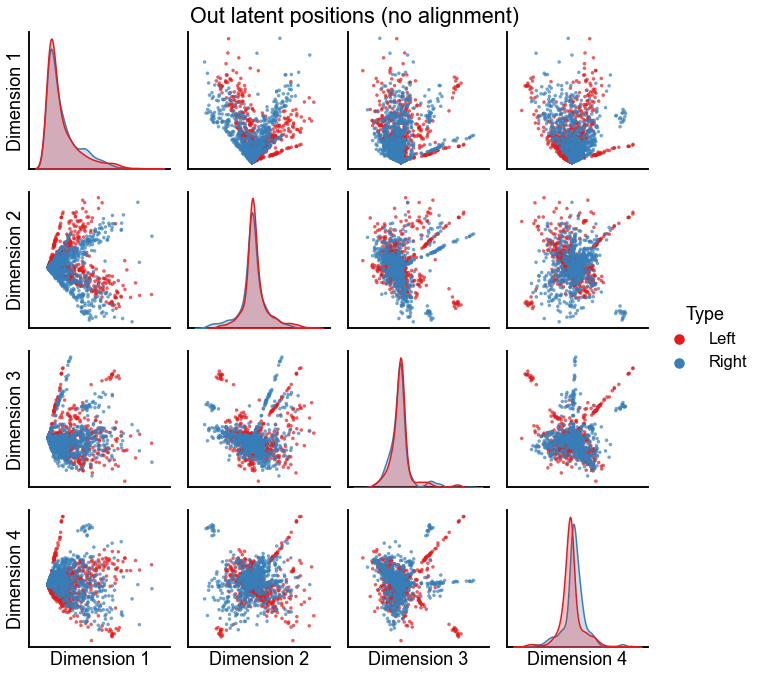 Out latent positions (no alignment)
Dimension 1
Dimension 2
Type
Left
Right
Dimension 3
Dimension 4
Dimension 1
Dimension 2
Dimension 3
Dimension 4